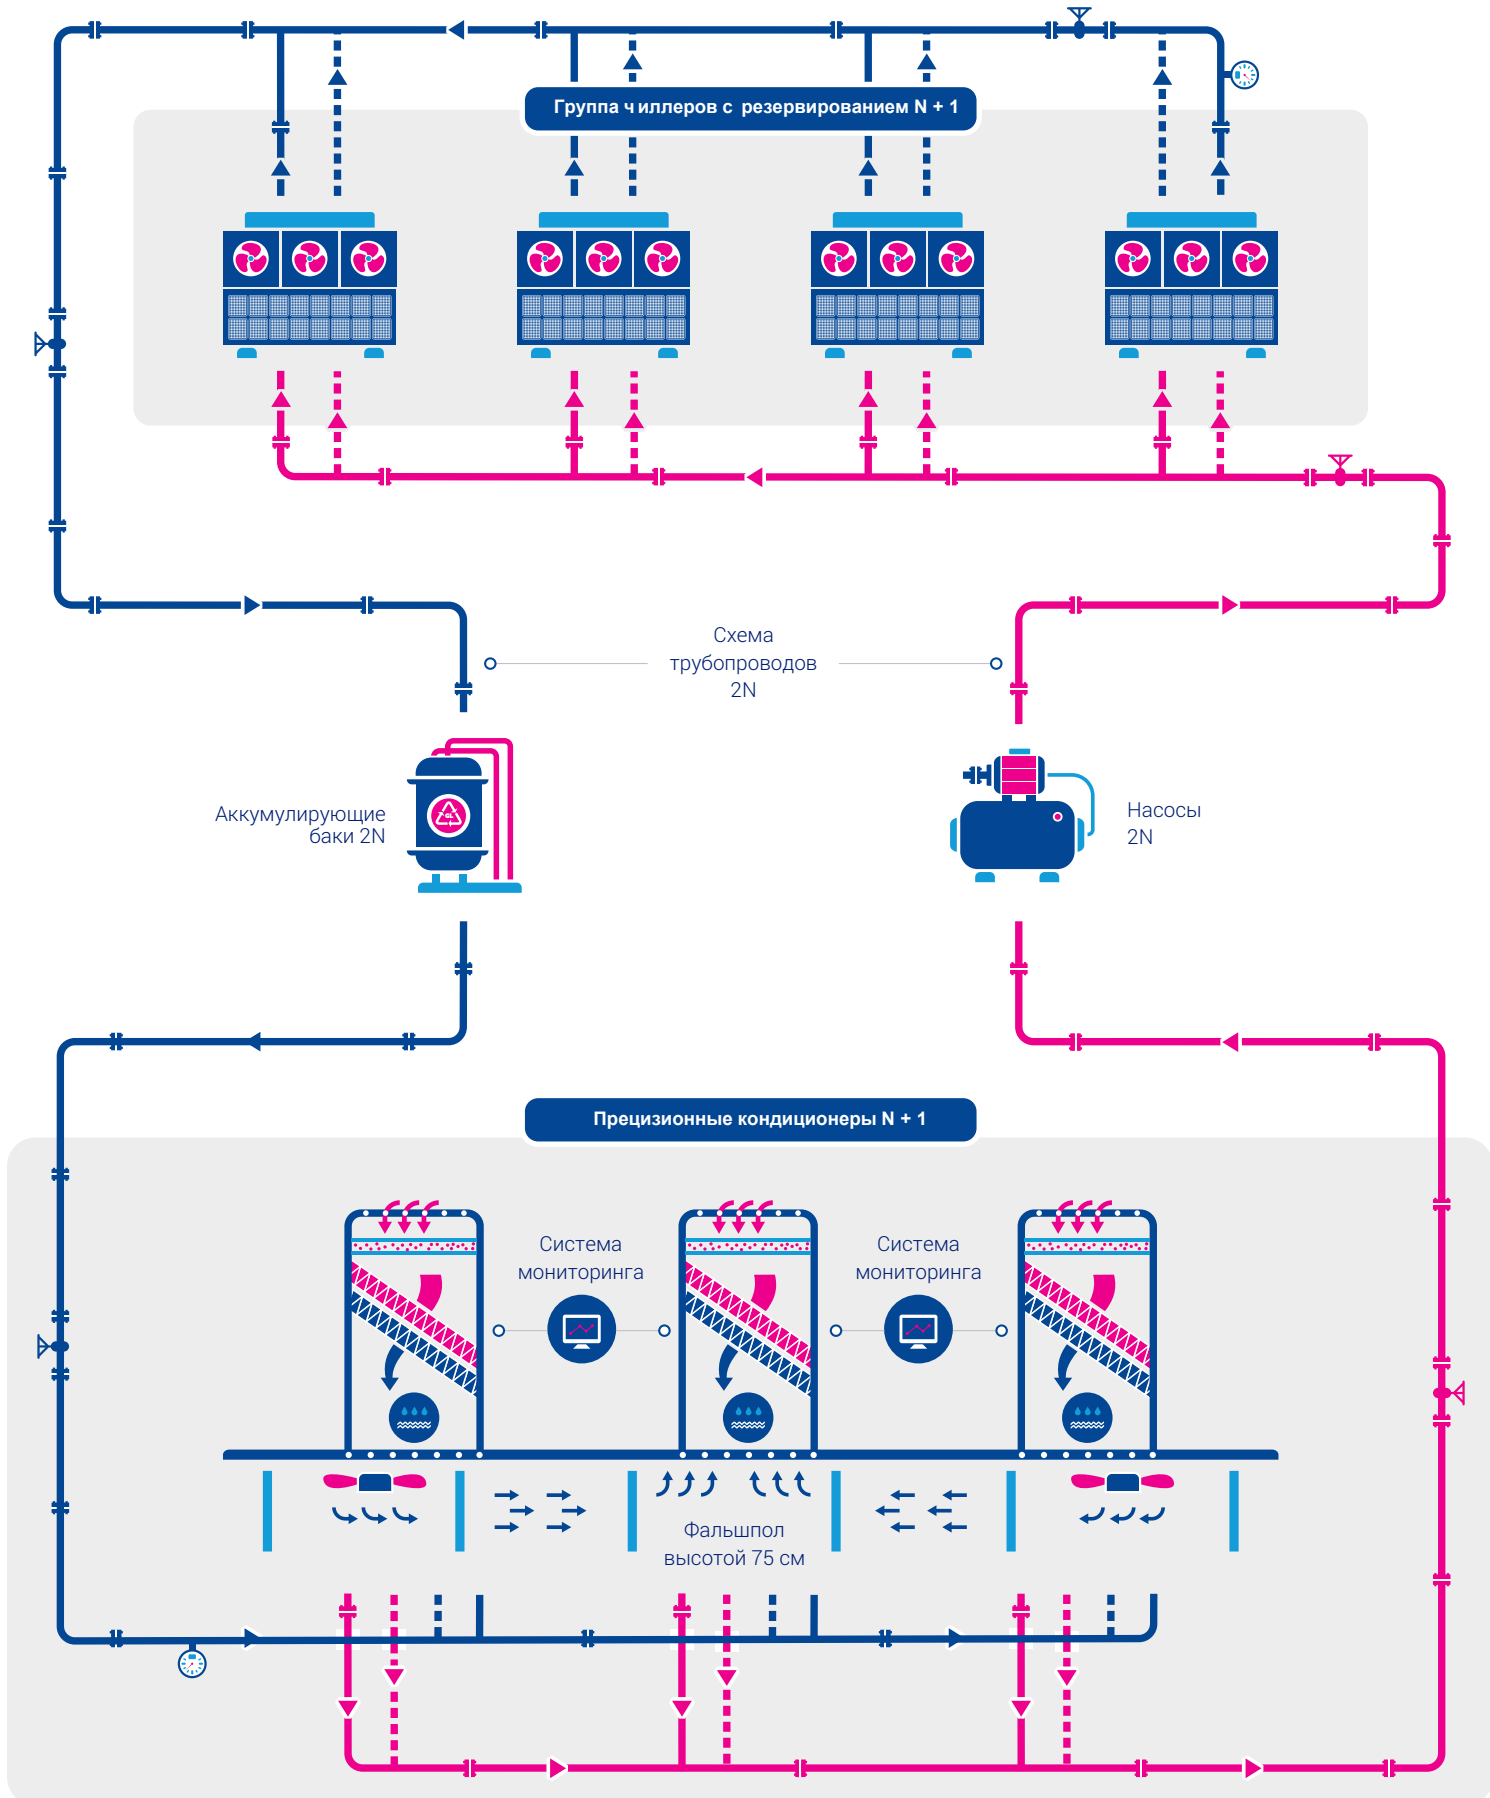 Группа чиллеров с резервированием N + 1
Схема
трубопроводов
2N
Аккумулирующие
баки 2N
Насосы
2N
Прецизионные кондиционеры N + 1
Система
мониторинга
Система
мониторинга
Фальшпол
высотой 75 см